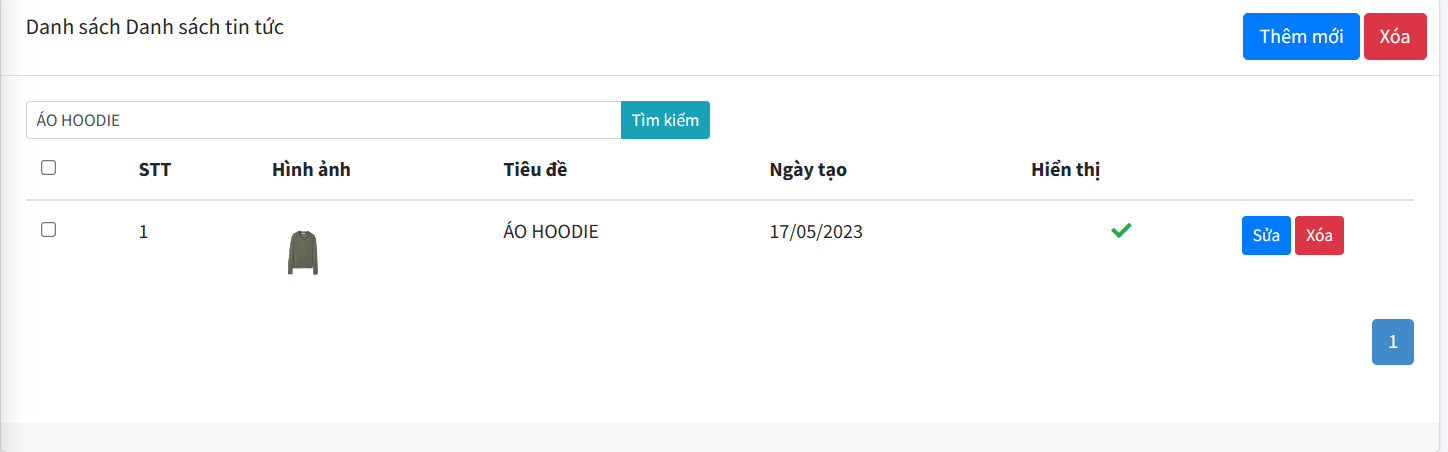 Danh sách Danh sách tin tức
Thêm mới Xóa
ÁO HOODIE Tìm kiếm
STT Hình ảnh Tiêu đề Ngày tạo Hiển thị
1 ÁO HOODIE 17/05/2023 Sửa Xóa
1